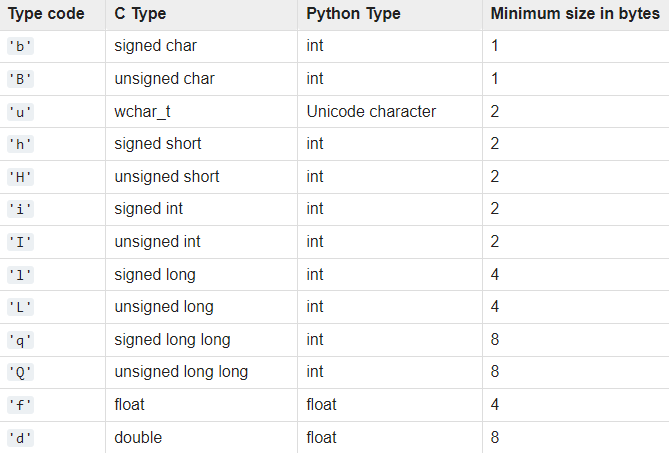 Type code C Type Python Type Minimum size in bytes
'b' signed char int 1
'B' unsigned char int 1
'u' wchar_t Unicode character 2
'h' signed short int 2
'H' unsigned short int 2
'i' signed int int 2
'I' unsigned int int 2
'l' signed long int 4
'L' unsigned long int 4
'q' signed long long int 8
'Q' unsigned long long int 8
'f' float float 4
'd' double float 8